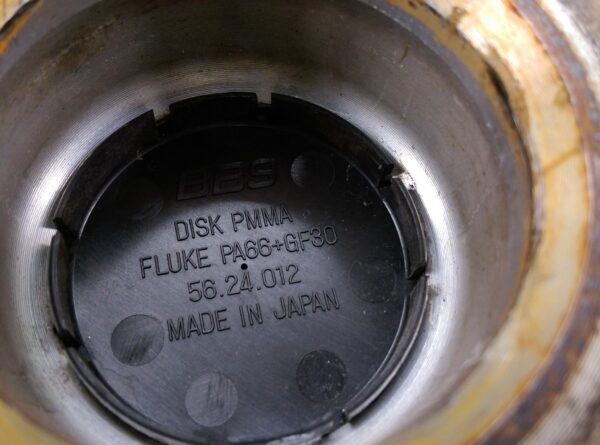 BBS
DISK PMMA
FLUKE PA66+GF30
56.24.012
MADE IN JAPAN